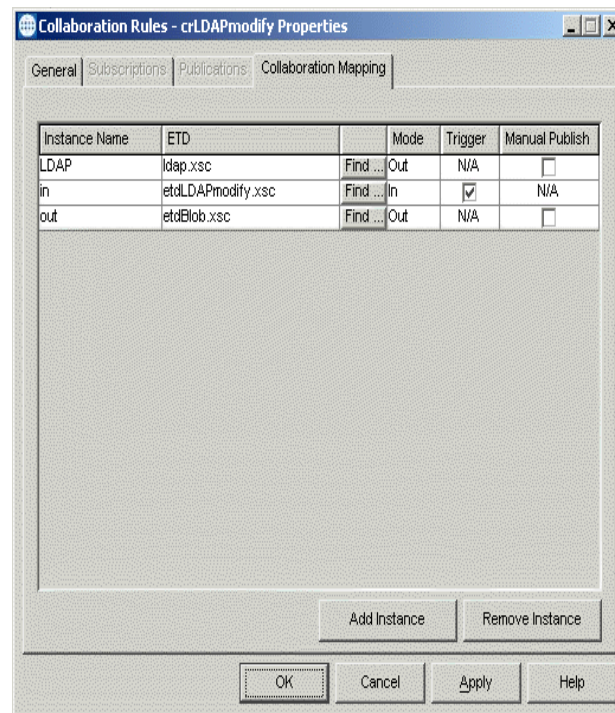 Collaboration Rules - crLDAPmodify Properties
General Subscriptions Publications Collaboration Mapping
Instance Name ETD Mode Trigger Manual Publish
LDAP ldap.xsc Find ... Out N/A
in etdLDAPmodify.xsc Find ... In N/A
out etdBlob.xsc Find ... Out N/A
Add Instance Remove Instance
OK Cancel Apply Help